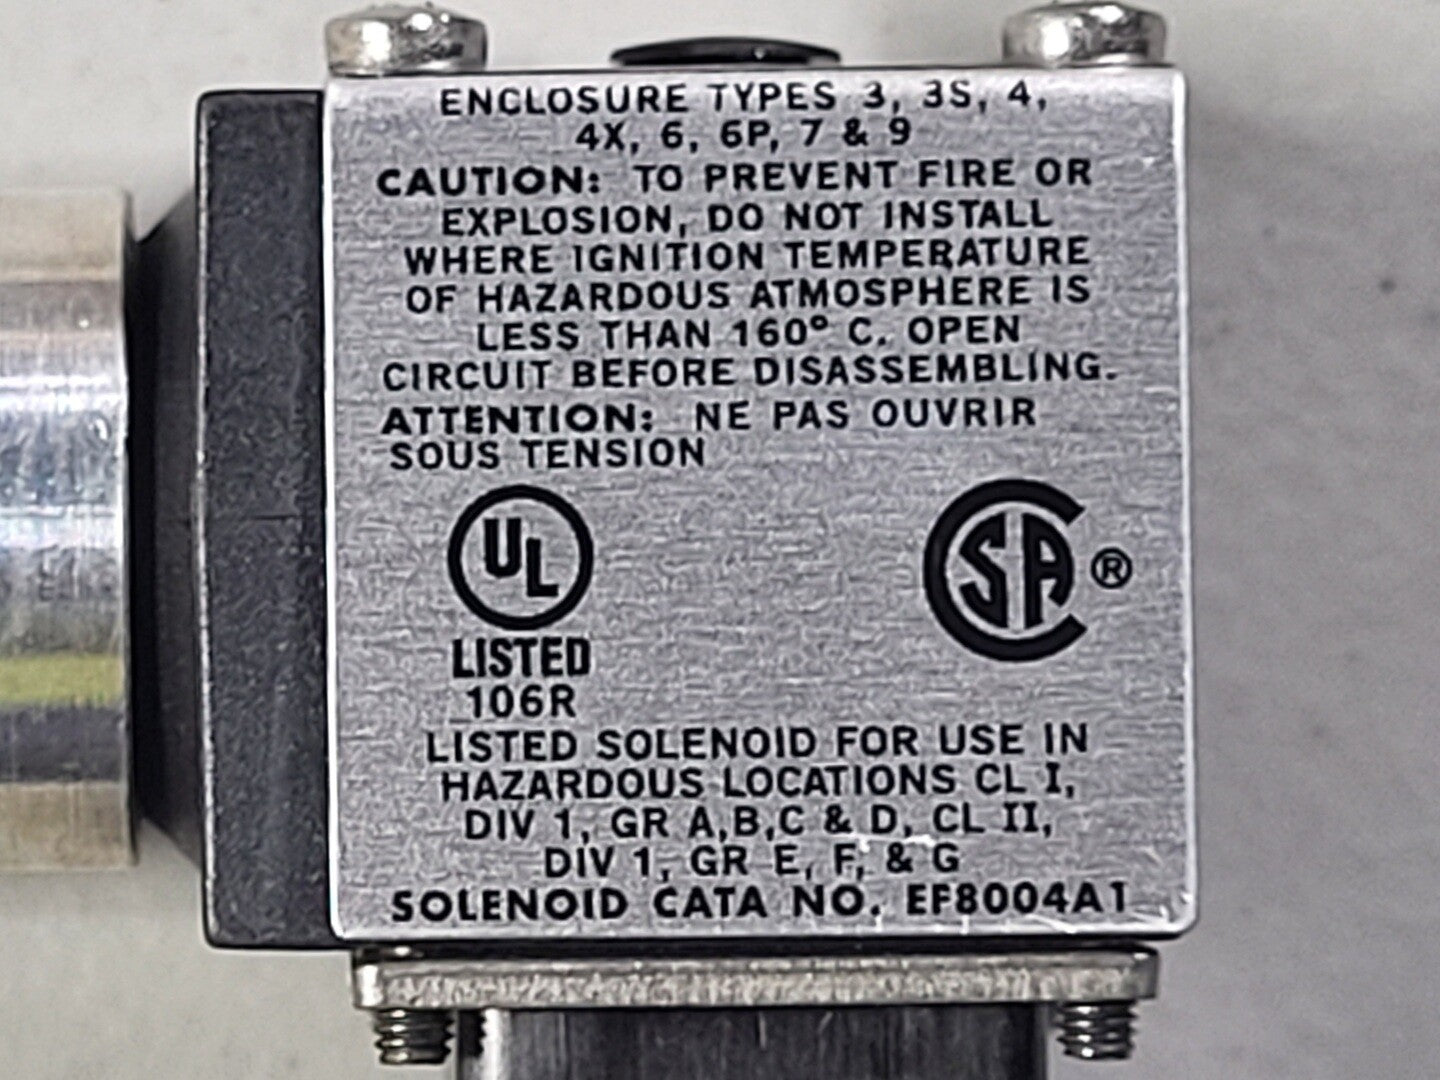 ENCLOSURE TYPES 3, 3S, 4,
4X, 6, 6P, 7 & 9
CAUTION: TO PREVENT FIRE OR
EXPLOSION, DO NOT INSTALL
WHERE IGNITION TEMPERATURE
OF HAZARDOUS ATMOSPHERE IS
LESS THAN 160° C. OPEN
CIRCUIT BEFORE DISASSEMBLING.
ATTENTION: NE PAS OUVRIR
SOUS TENSION
UL
LISTED
106R
CSA ®
LISTED SOLENOID FOR USE IN
HAZARDOUS LOCATIONS CL I,
DIV 1, GR A,B,C & D, CL II,
DIV 1, GR E, F, & G
SOLENOID CATA NO. EF8004A1